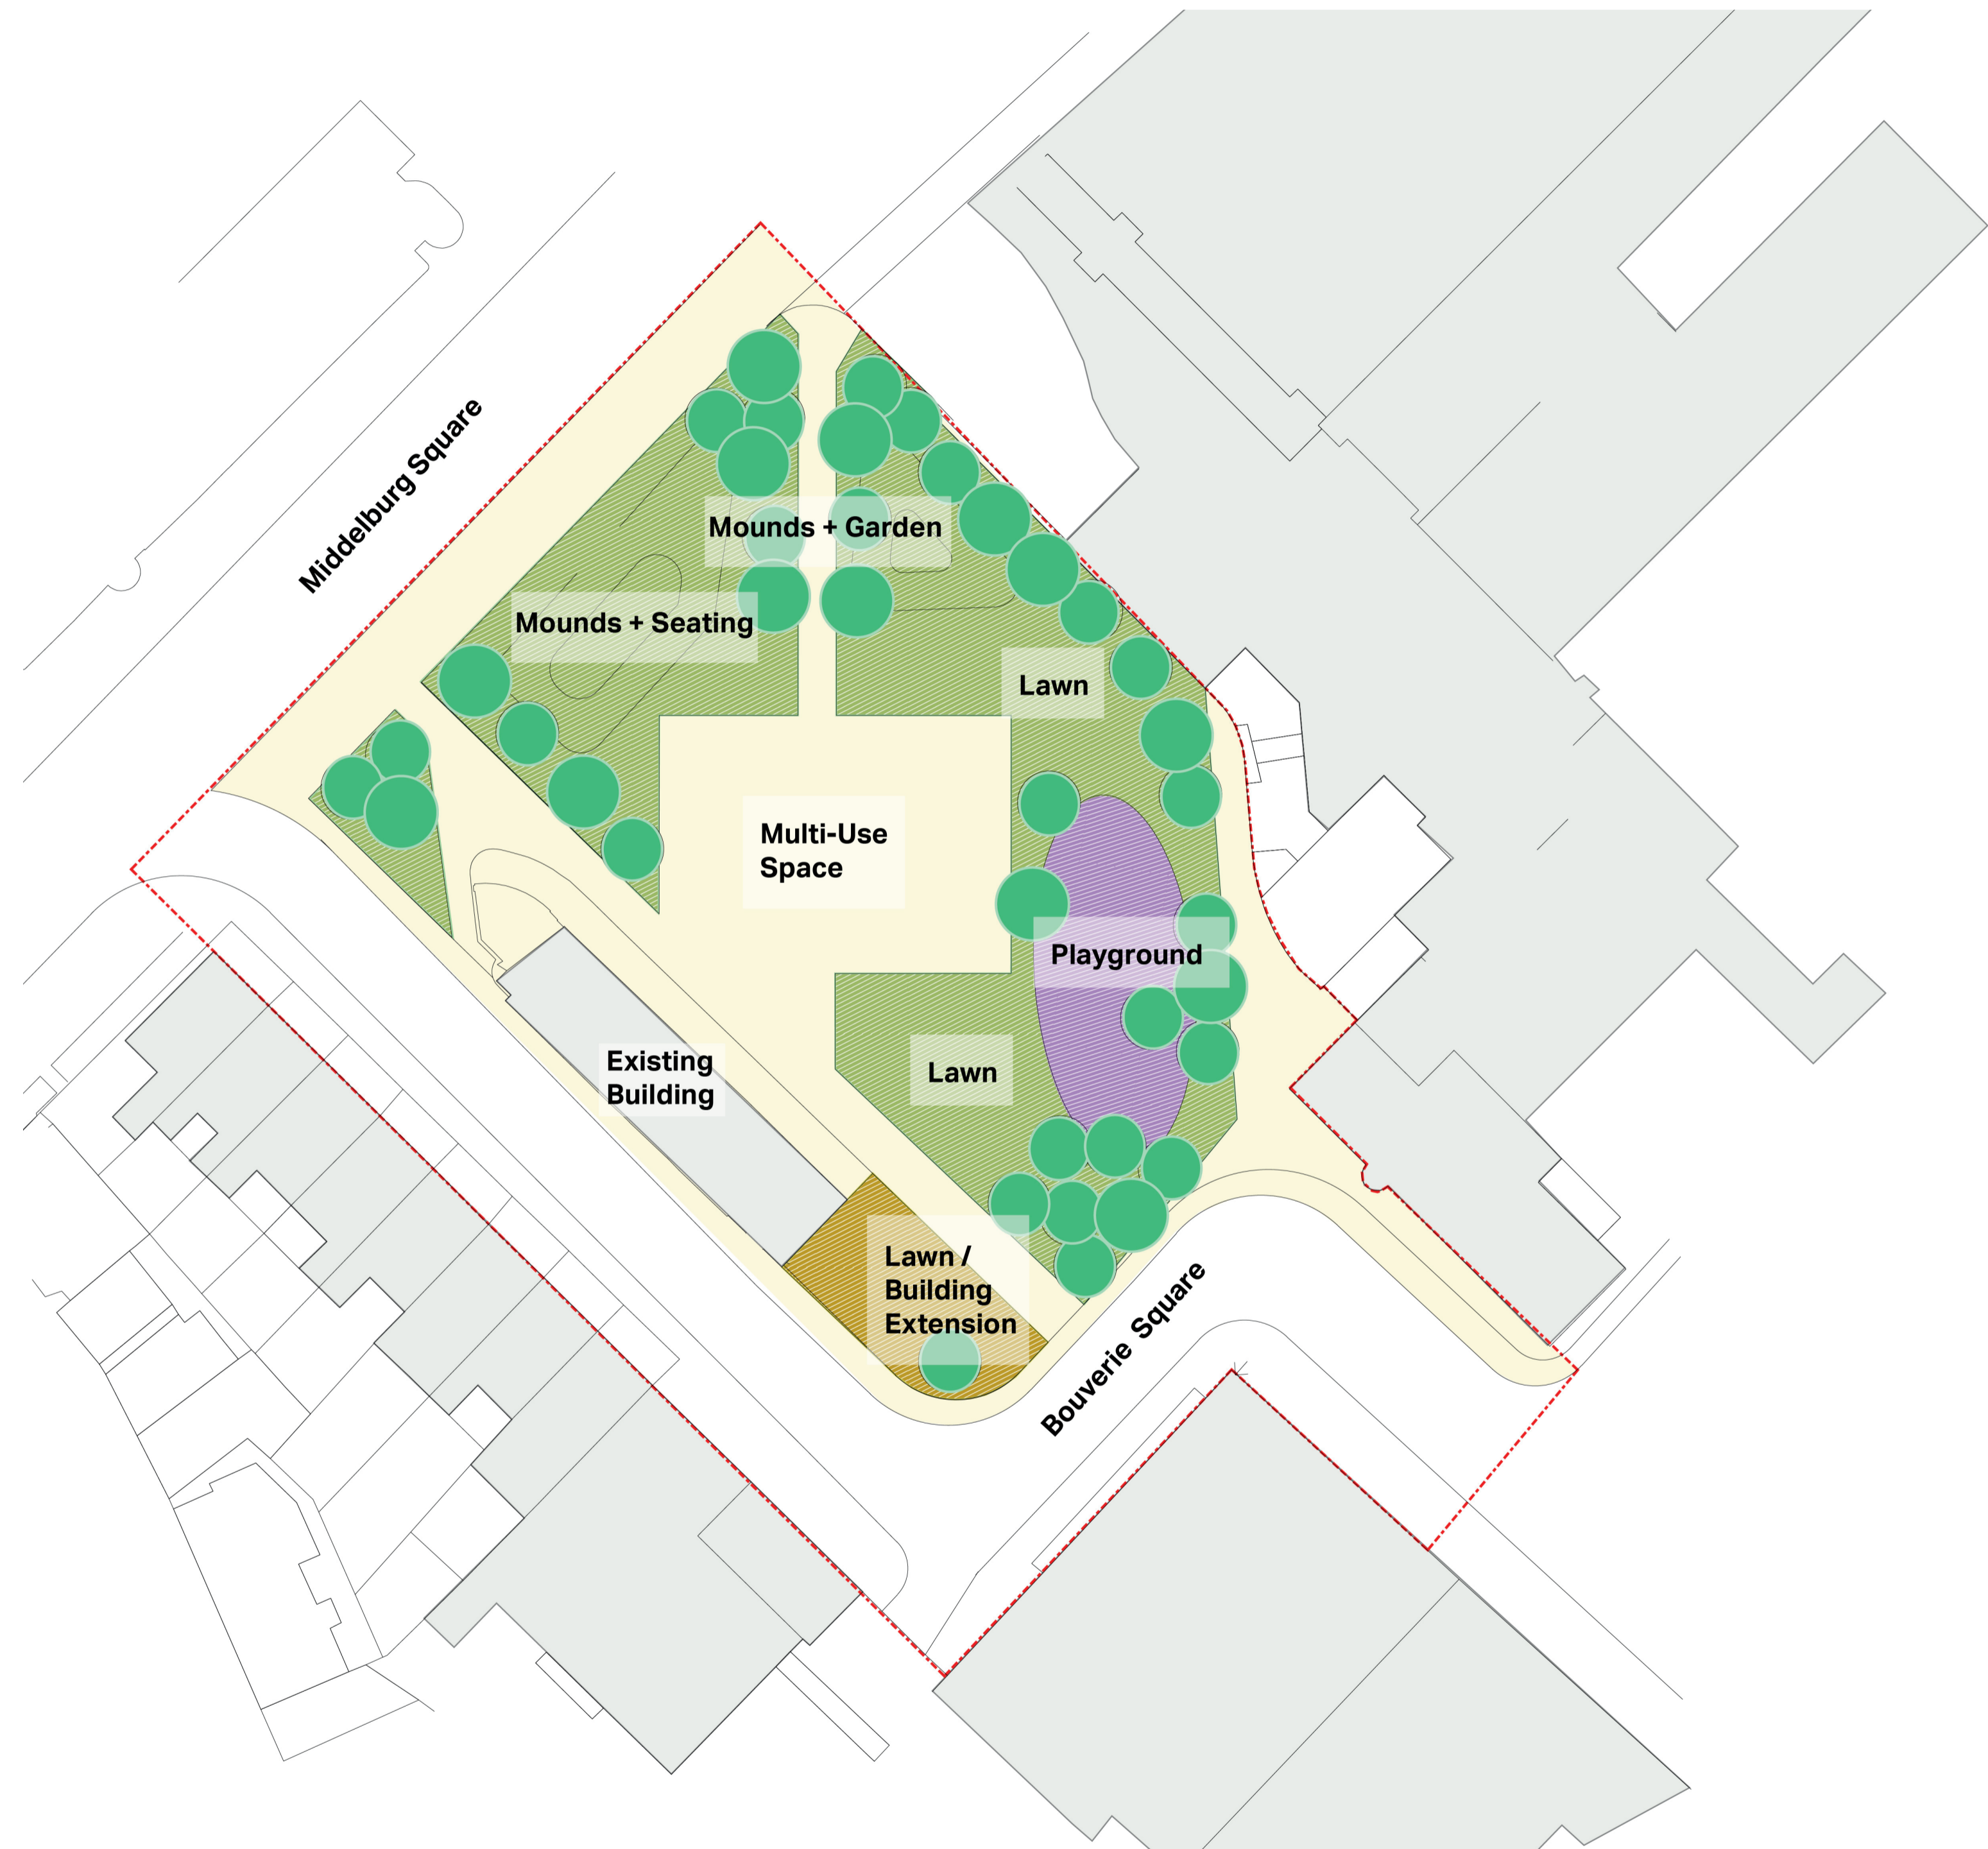 Middelburg Square
Mounds + Garden
Mounds + Seating
Lawn
Multi-Use
Space
Playground
Existing
Building
Lawn
Lawn /
Building
Extension
Bouverie Square